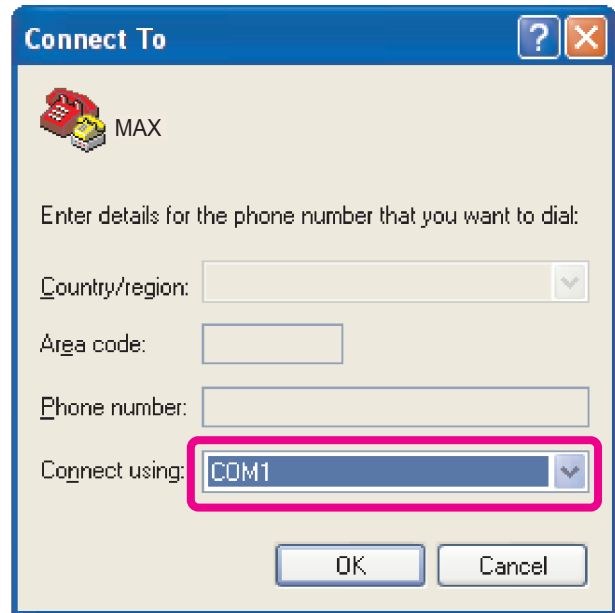 Connect To
MAX
Enter details for the phone number that you want to dial:
Country/region:
Area code:
Phone number:
Connect using: COM1
OK Cancel